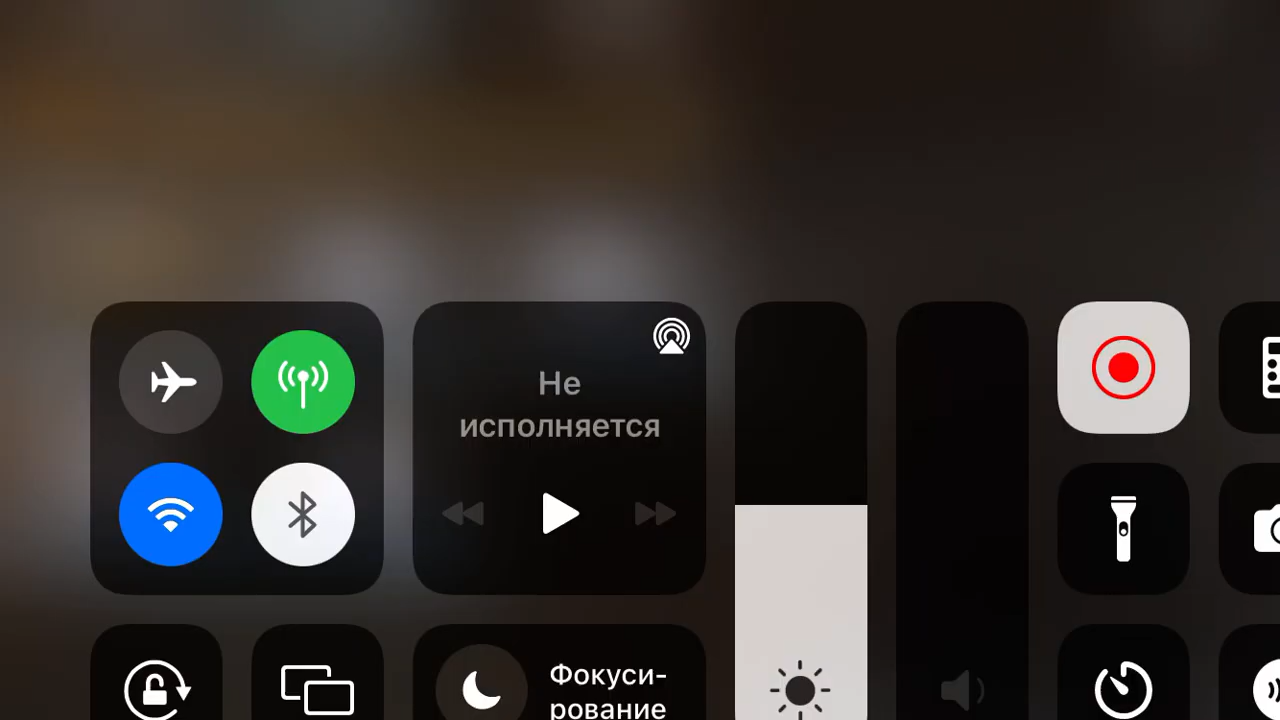 Не
исполняется
Фокуси-
рование